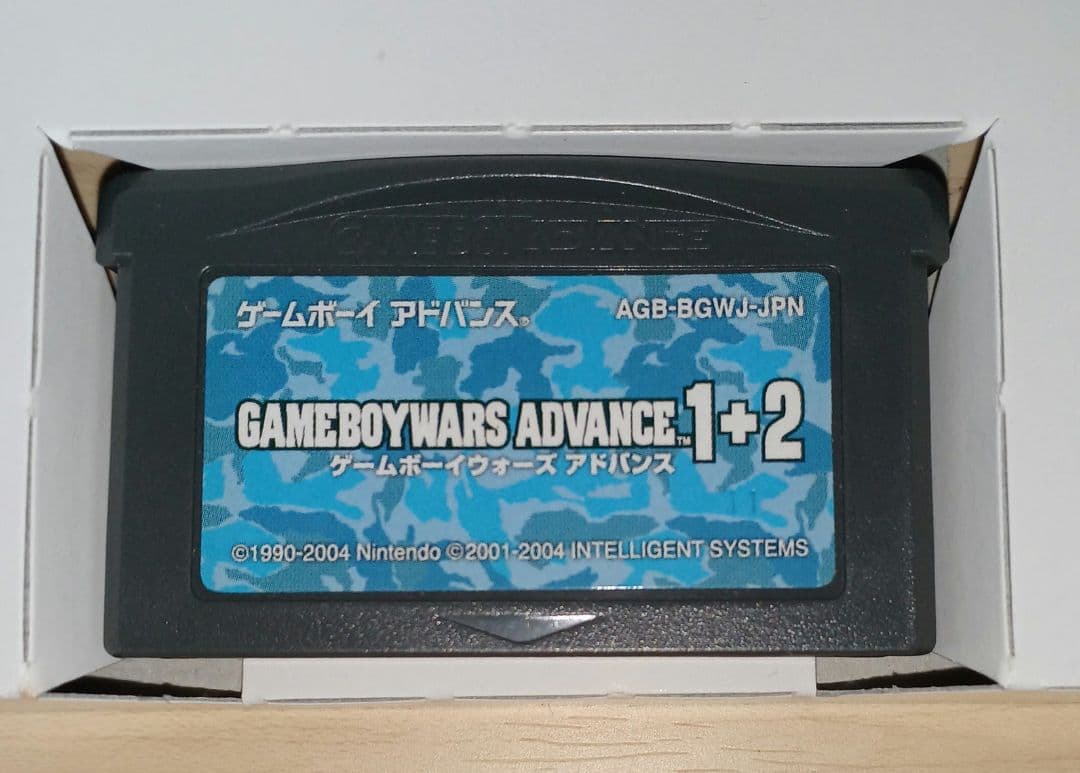 GAME BOY ADVANCE
ゲームボーイ アドバンス®
AGB-BGWJ-JPN
GAMEBOYWARS ADVANCE™1+2
ゲームボーイウォーズ アドバンス
11
©1990-2004 Nintendo ©2001-2004 INTELLIGENT SYSTEMS